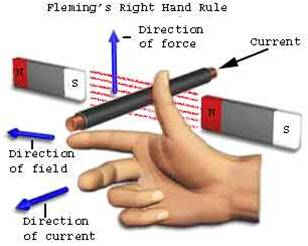 Fleming's Right Hand Rule
Direction
of force
Current
N
S
N
S
Direction
of field
Direction
of current